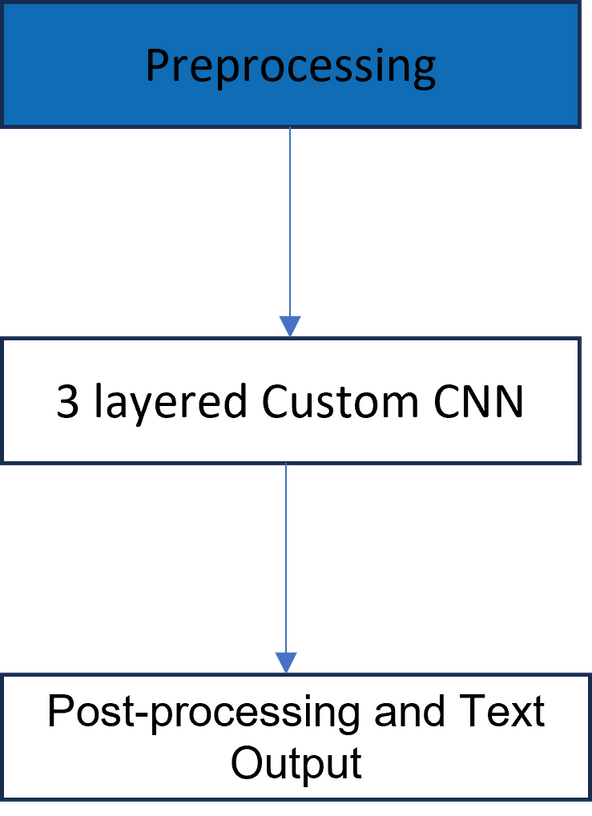 Preprocessing
3 layered Custom CNN
Post-processing and Text
Output